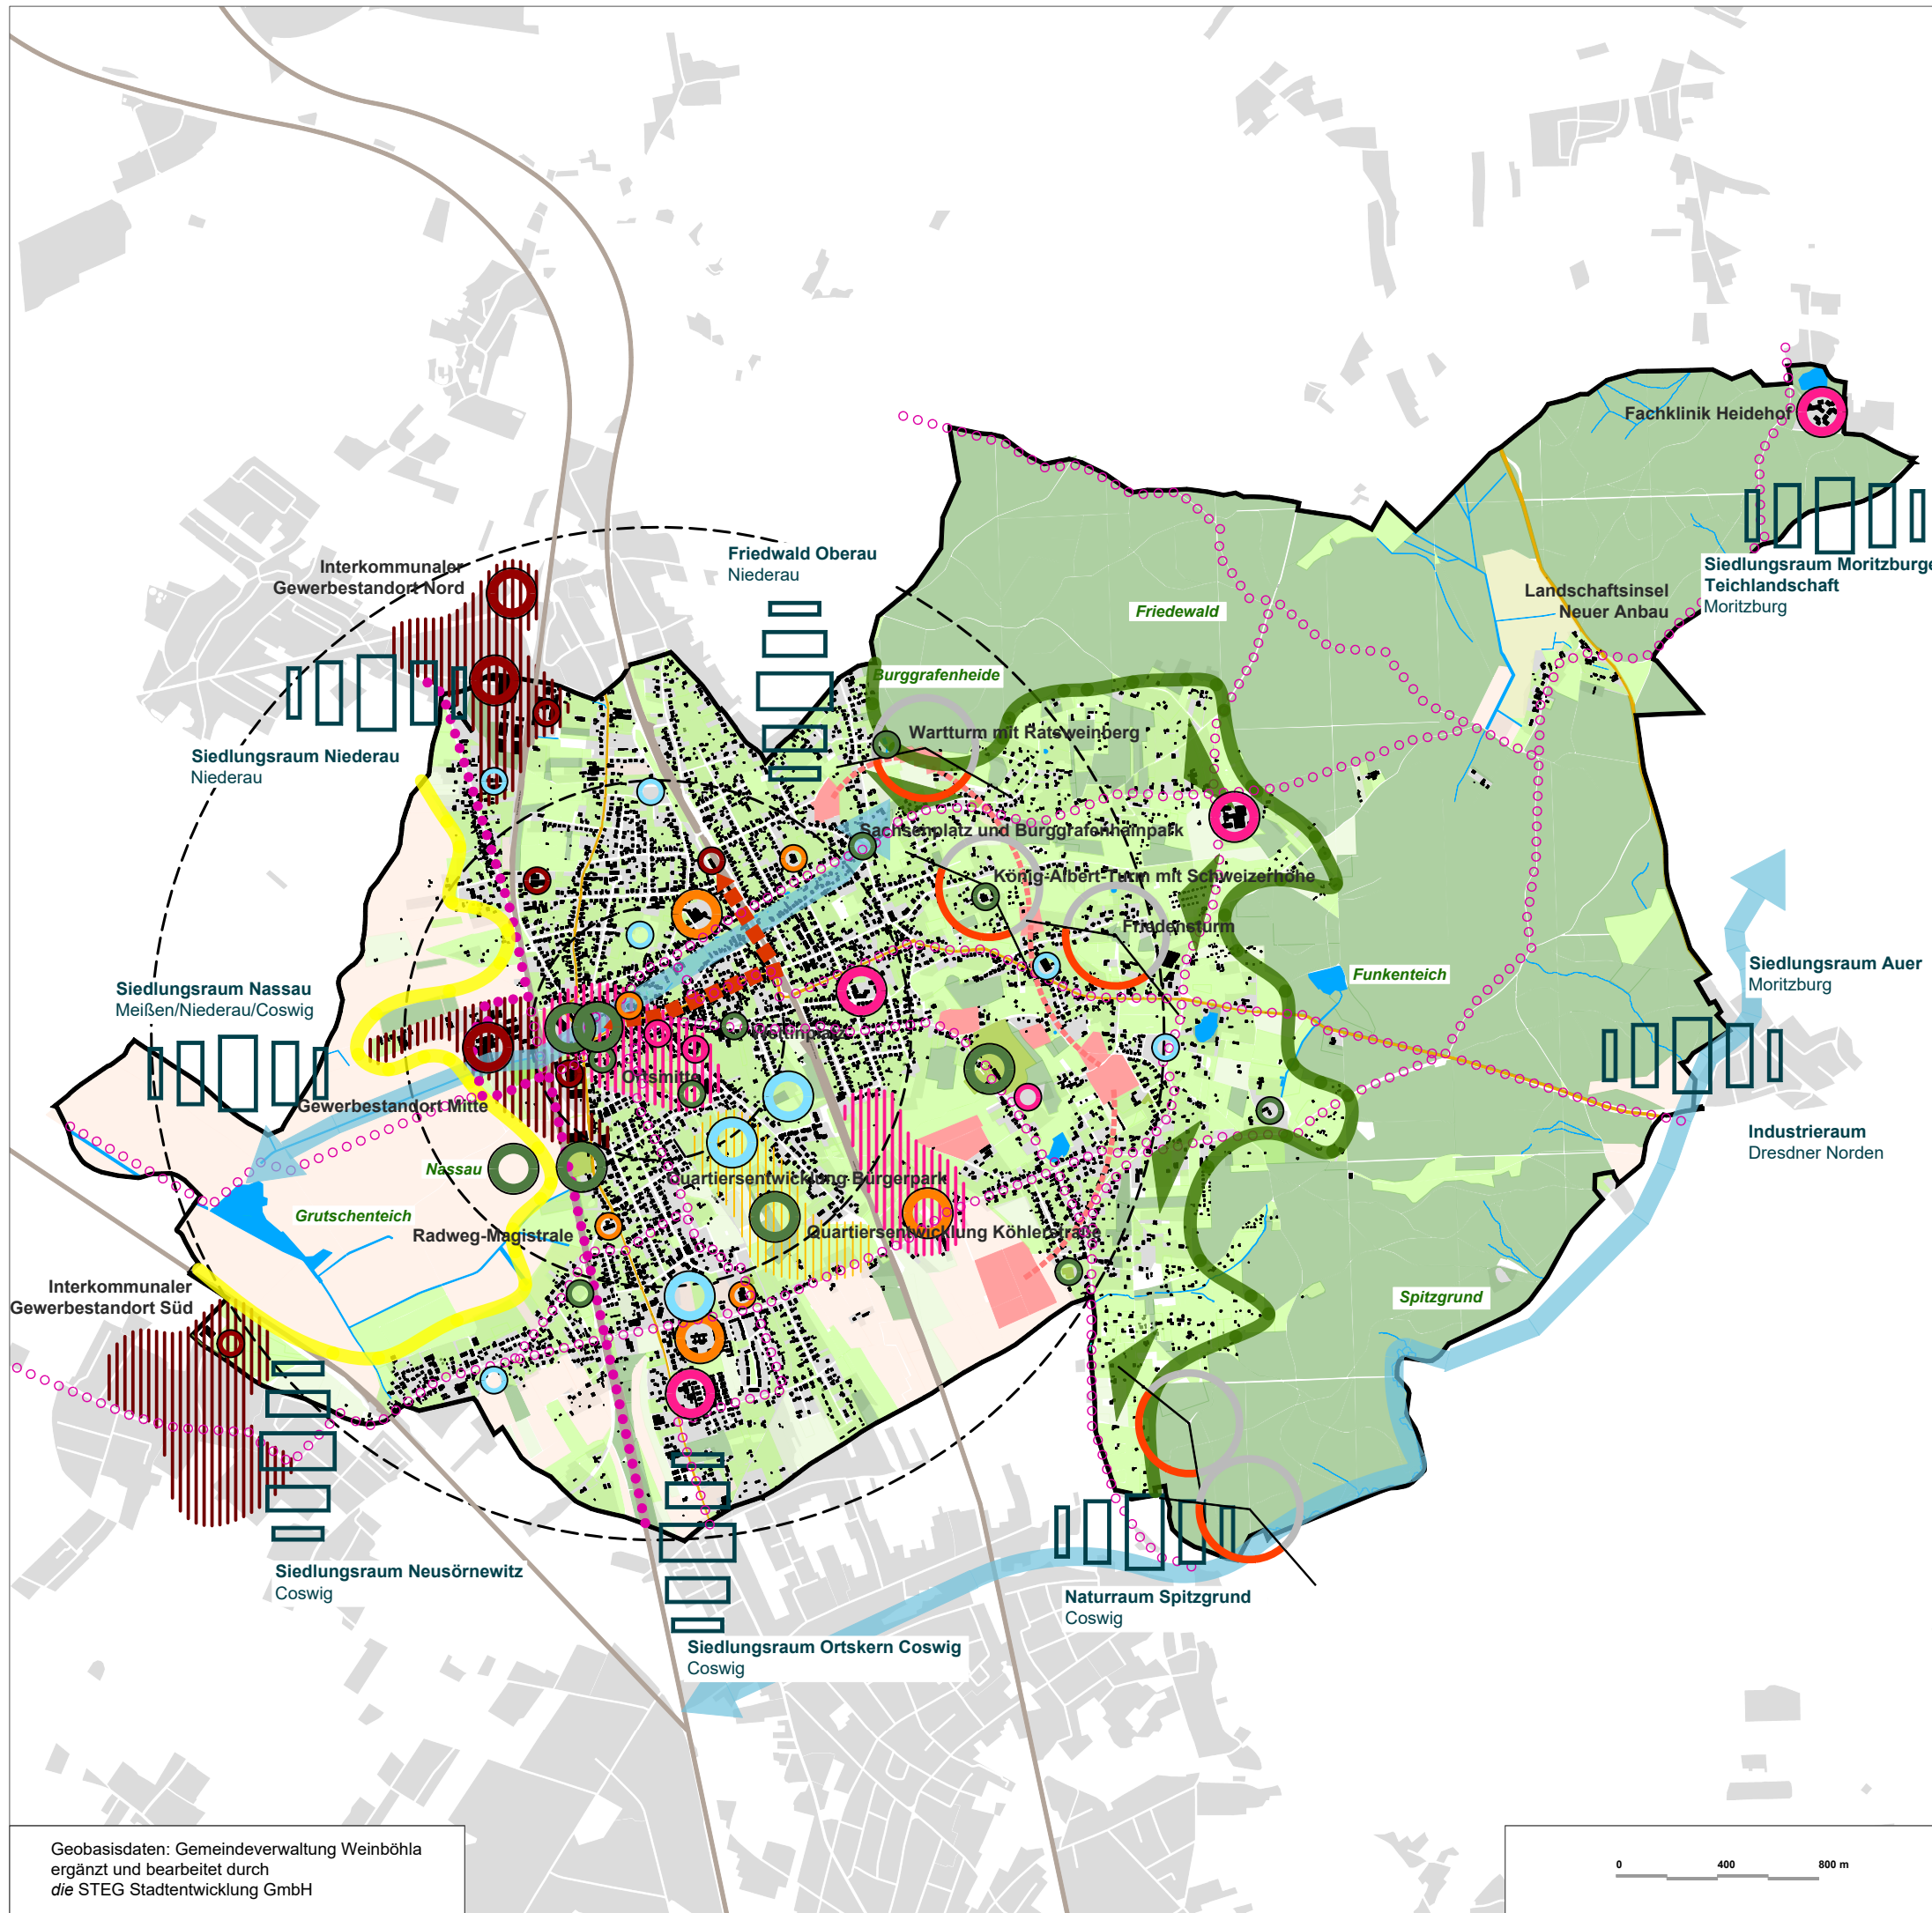 Fachklinik Heidehof
Interkommunaler
Gewerbestandort Nord
Friedwald Oberau
Niederau
Siedlungsraum Moritzburge
Teichlandschaft
Moritzburg
Landschaftsinsel
Neuer Anbau
Friedewald
Burggrafenheide
Wartturm mit Ratsweinberg
Siedlungsraum Niederau
Niederau
Sachsenplatz und Burggrafenhainpark
König-Albert-Turm mit Schweizerhöhe
Friedensturm
Funkenteich
Siedlungsraum Auer
Moritzburg
Siedlungsraum Nassau
Meißen/Niederau/Coswig
Wettinplatz
Ortsmitte
Gewerbestandort Mitte
Industrieraum
Dresdner Norden
Nassau
Quartiersentwicklung Bürgerpark
Grutschenteich
Radweg-Magistrale
Quartiersentwicklung Köhlerstraße
Interkommunaler
Gewerbestandort Süd
Spitzgrund
Siedlungsraum Neusörnewitz
Coswig
Naturraum Spitzgrund
Coswig
Siedlungsraum Ortskern Coswig
Coswig
Geobasisdaten: Gemeindeverwaltung Weinböhla
ergänzt und bearbeitet durch
die STEG Stadtentwicklung GmbH
0 400 800 m